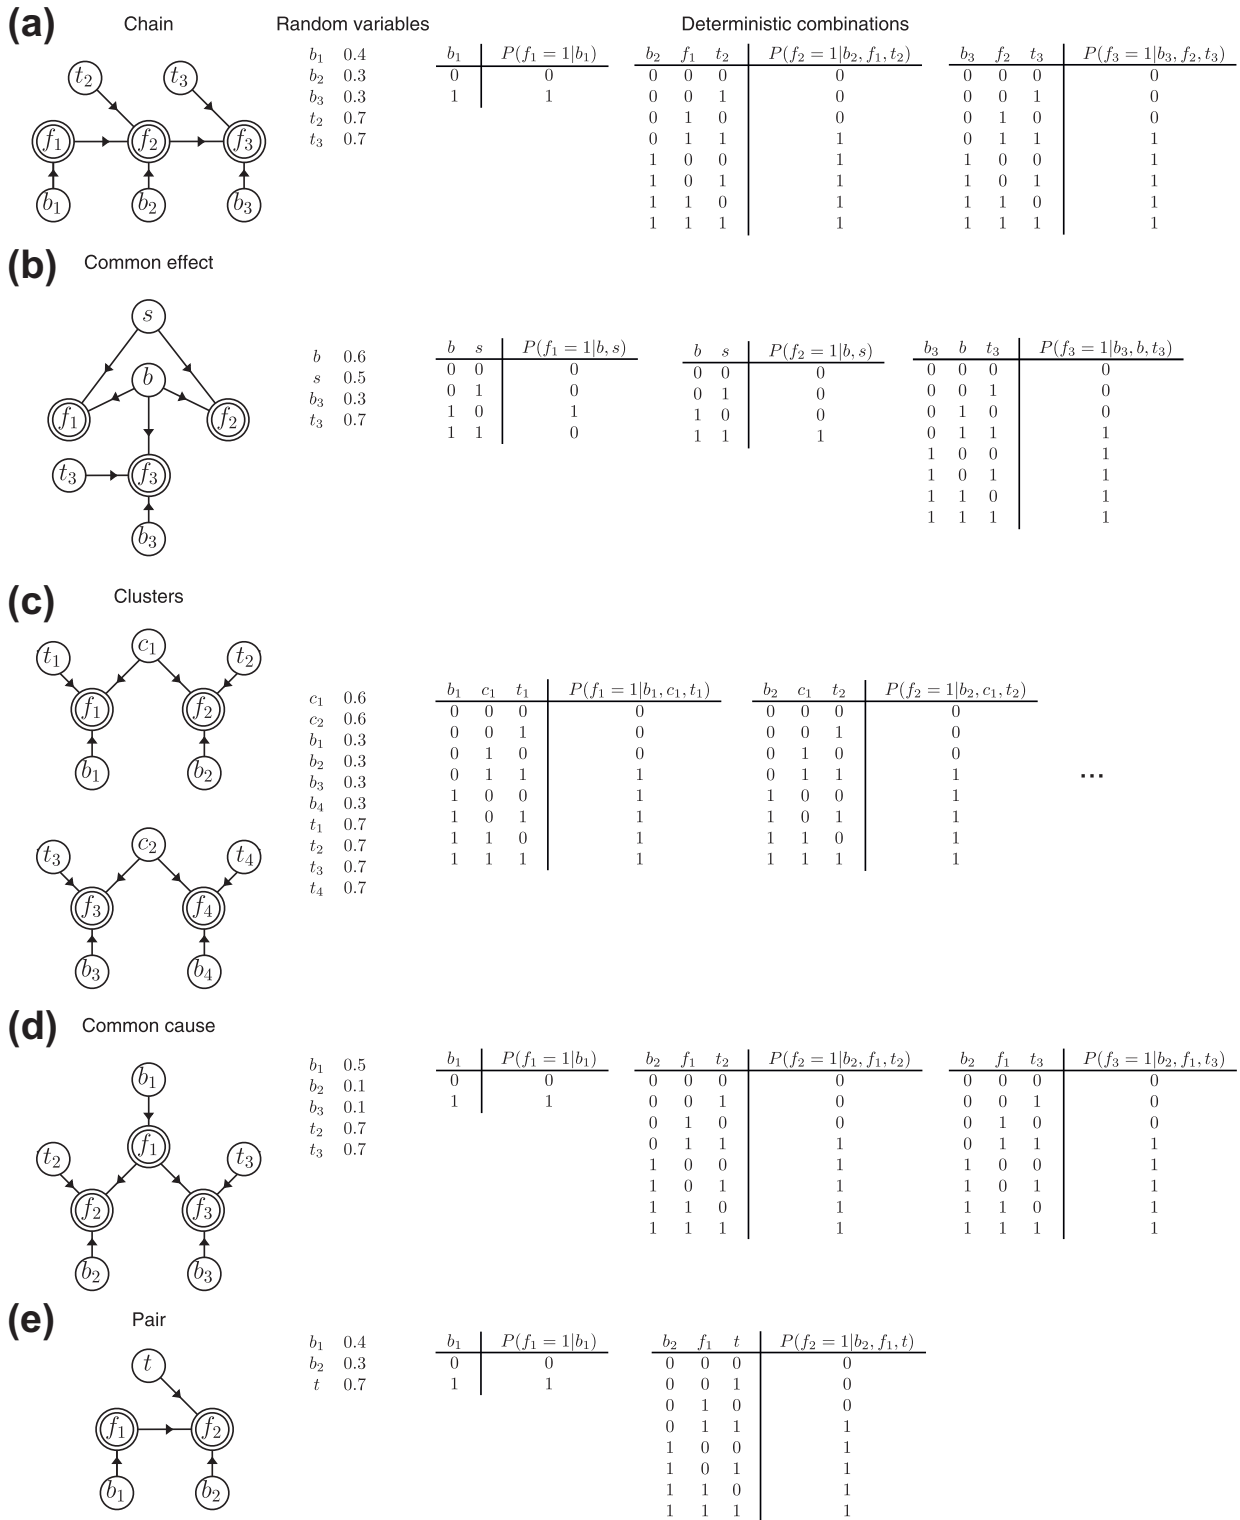 (a) Chain Random variables Deterministic combinations
t2 t3
f1 f2 f3
b1 b2 b3
b1 0.4
b2 0.3
b3 0.3
t2 0.7
t3 0.7
b1 P(f1 = 1|b1)
0 0
1 1
b2 f1 t2 P(f2 = 1|b2, f1, t2)
0 0 0 0
0 0 1 0
0 1 0 0
0 1 1 1
1 0 0 1
1 0 1 1
1 1 0 1
1 1 1 1
b3 f2 t3 P(f3 = 1|b3, f2, t3)
0 0 0 0
0 0 1 0
0 1 0 0
0 1 1 1
1 0 0 1
1 0 1 1
1 1 0 1
1 1 1 1
(b) Common effect
s
b
f1 f2
t3 f3
b3
b 0.6
s 0.5
b3 0.3
t3 0.7
b s P(f1 = 1|b, s)
0 0 0
0 1 0
1 0 1
1 1 0
b s P(f2 = 1|b, s)
0 0 0
0 1 0
1 0 0
1 1 1
b3 b t3 P(f3 = 1|b3, b, t3)
0 0 0 0
0 0 1 0
0 1 0 0
0 1 1 1
1 0 0 1
1 0 1 1
1 1 0 1
1 1 1 1
(c) Clusters
t1 c1 t2
f1 f2
b1 b2
t3 c2 t4
f3 f4
b3 b4
c1 0.6
c2 0.6
b1 0.3
b2 0.3
b3 0.3
b4 0.3
t1 0.7
t2 0.7
t3 0.7
t4 0.7
b1 c1 t1 P(f1 = 1|b1, c1, t1)
0 0 0 0
0 0 1 0
0 1 0 0
0 1 1 1
1 0 0 1
1 0 1 1
1 1 0 1
1 1 1 1
b2 c1 t2 P(f2 = 1|b2, c1, t2)
0 0 0 0
0 0 1 0
0 1 0 0
0 1 1 1
1 0 0 1
1 0 1 1
1 1 0 1
1 1 1 1
...
(d) Common cause
b1
t2 f1 t3
f2 f3
b2 b3
b1 0.5
b2 0.1
b3 0.1
t2 0.7
t3 0.7
b1 P(f1 = 1|b1)
0 0
1 1
b2 f1 t2 P(f2 = 1|b2, f1, t2)
0 0 0 0
0 0 1 0
0 1 0 0
0 1 1 1
1 0 0 1
1 0 1 1
1 1 0 1
1 1 1 1
b2 f1 t3 P(f3 = 1|b2, f1, t3)
0 0 0 0
0 0 1 0
0 1 0 0
0 1 1 1
1 0 0 1
1 0 1 1
1 1 0 1
1 1 1 1
(e) Pair
t
f1 f2
b1 b2
b1 0.4
b2 0.3
t 0.7
b1 P(f1 = 1|b1)
0 0
1 1
b2 f1 t P(f2 = 1|b2, f1, t)
0 0 0 0
0 0 1 0
0 1 0 0
0 1 1 1
1 0 0 1
1 0 1 1
1 1 0 1
1 1 1 1